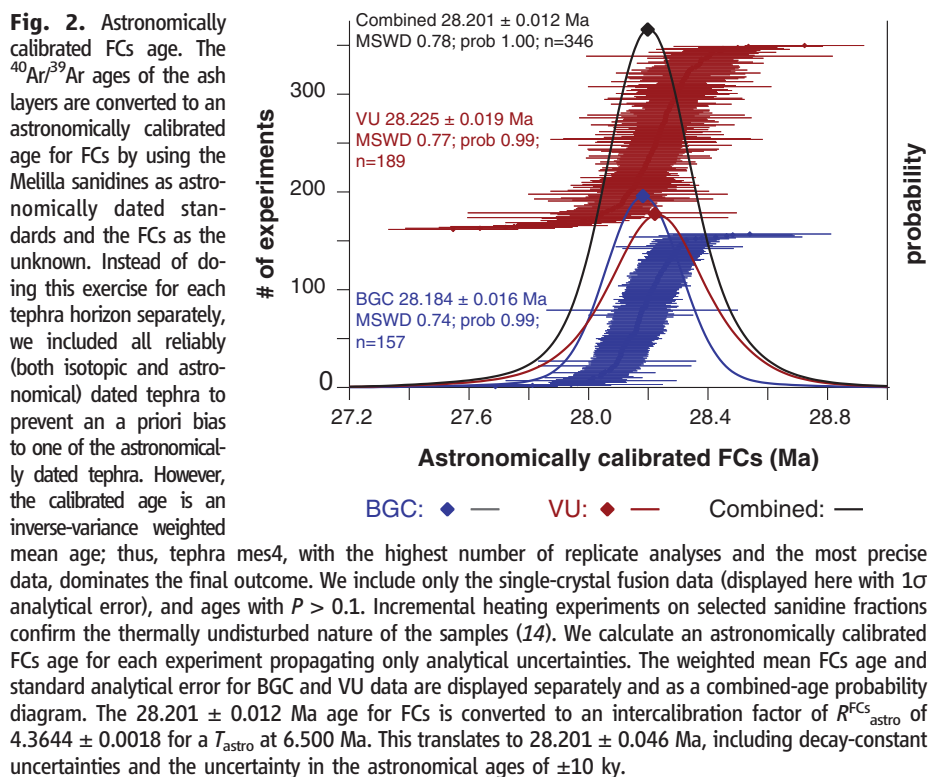 Fig. 2. Astronomically
calibrated FCs age. The
⁴⁰Ar/³⁹Ar ages of the ash
layers are converted to an
astronomically calibrated
age for FCs by using the
Melilla sanidines as astro-
nomically dated stan-
dards and the FCs as the
unknown. Instead of do-
ing this exercise for each
tephra horizon separately,
we included all reliably
(both isotopic and astro-
nomical) dated tephra to
prevent an a priori bias
to one of the astronomical-
ly dated tephra. However,
the calibrated age is an
inverse-variance weighted
mean age; thus, tephra mes4, with the highest number of replicate analyses and the most precise
data, dominates the final outcome. We include only the single-crystal fusion data (displayed here with 1σ
analytical error), and ages with P > 0.1. Incremental heating experiments on selected sanidine fractions
confirm the thermally undisturbed nature of the samples (14). We calculate an astronomically calibrated
FCs age for each experiment propagating only analytical uncertainties. The weighted mean FCs age and
standard analytical error for BGC and VU data are displayed separately and as a combined-age probability
diagram. The 28.201 ± 0.012 Ma age for FCs is converted to an intercalibration factor of R^FCs_astro of
4.3644 ± 0.0018 for a T_astro at 6.500 Ma. This translates to 28.201 ± 0.046 Ma, including decay-constant
uncertainties and the uncertainty in the astronomical ages of ±10 ky.
Combined 28.201 ± 0.012 Ma
MSWD 0.78; prob 1.00; n=346
VU 28.225 ± 0.019 Ma
MSWD 0.77; prob 0.99;
n=189
BGC 28.184 ± 0.016 Ma
MSWD 0.74; prob 0.99;
n=157
# of experiments
300
200
100
0
probability
27.2 27.6 28.0 28.4 28.8
Astronomically calibrated FCs (Ma)
BGC: VU: Combined: